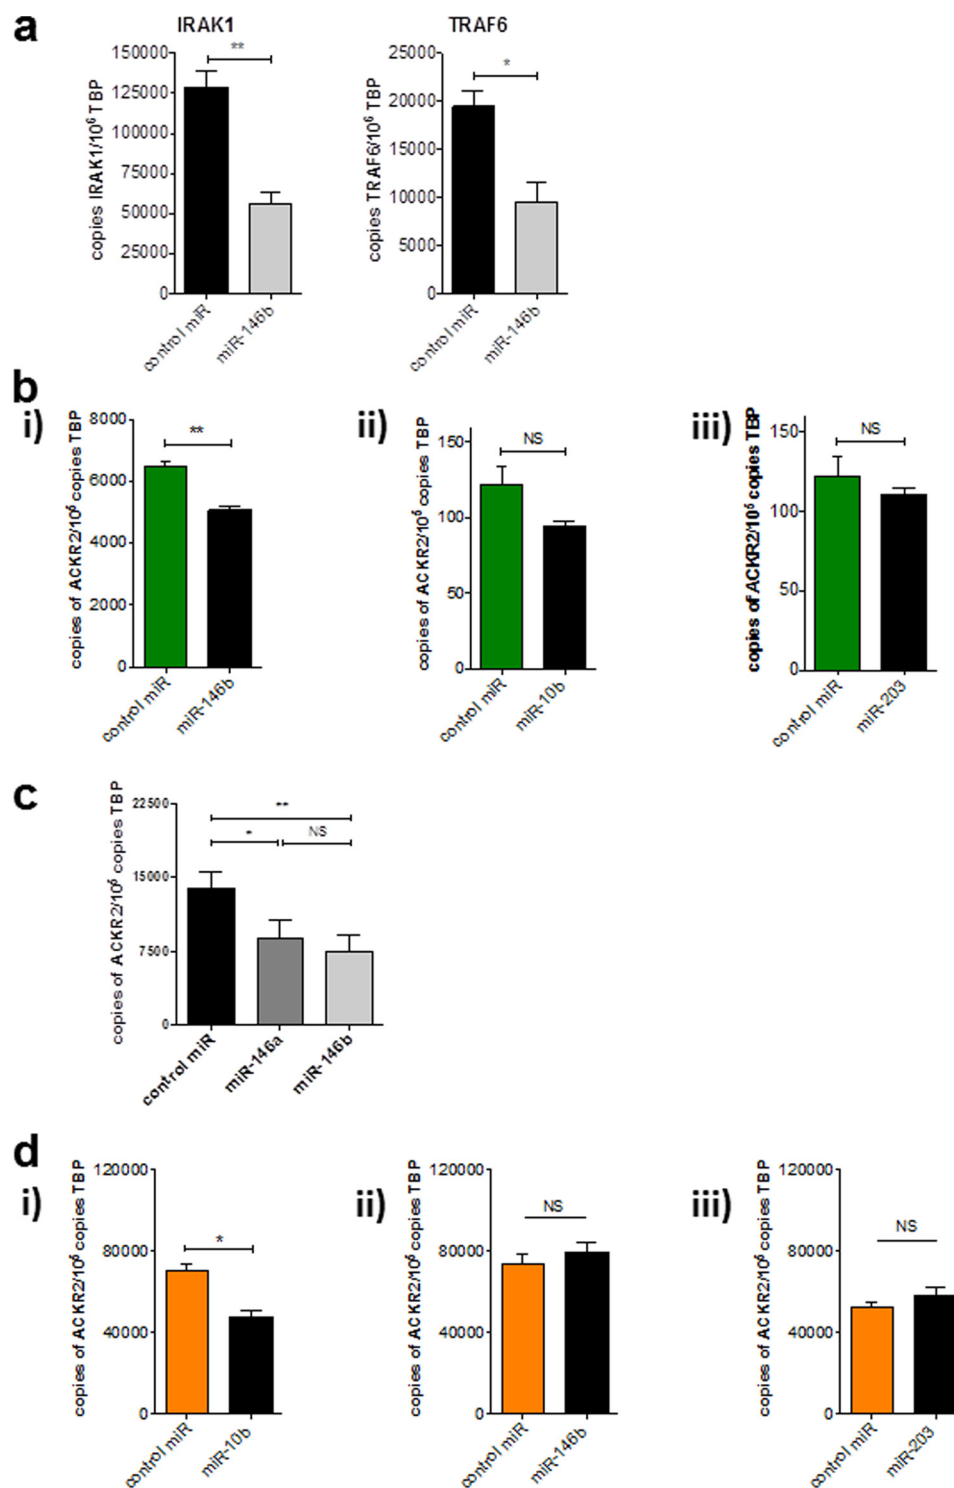 a
IRAK1
TRAF6
copies IRAK1/10⁶ TBP
150000
125000
100000
75000
50000
25000
0
**
control miR
miR-146b
copies TRAF6/10⁶ TBP
25000
20000
15000
10000
5000
0
*
control miR
miR-146b
b
i)
copies of ACKR2/10⁶ copies TBP
8000
6000
4000
2000
0
**
control miR
miR-146b
ii)
copies of ACKR2/10⁶ copies TBP
150
100
50
0
NS
control miR
miR-10b
iii)
copies of ACKR2/10⁶ copies TBP
150
100
50
0
NS
control miR
miR-203
c
copies of ACKR2/10⁶ copies TBP
22500
15000
7500
0
**
*
NS
control miR
miR-146a
miR-146b
d
i)
copies of ACKR2/10⁶ copies TBP
120000
80000
40000
0
*
control miR
miR-10b
ii)
copies of ACKR2/10⁶ copies TBP
120000
80000
40000
0
NS
control miR
miR-146b
iii)
copies of ACKR2/10⁶ copies TBP
120000
80000
40000
0
NS
control miR
miR-203